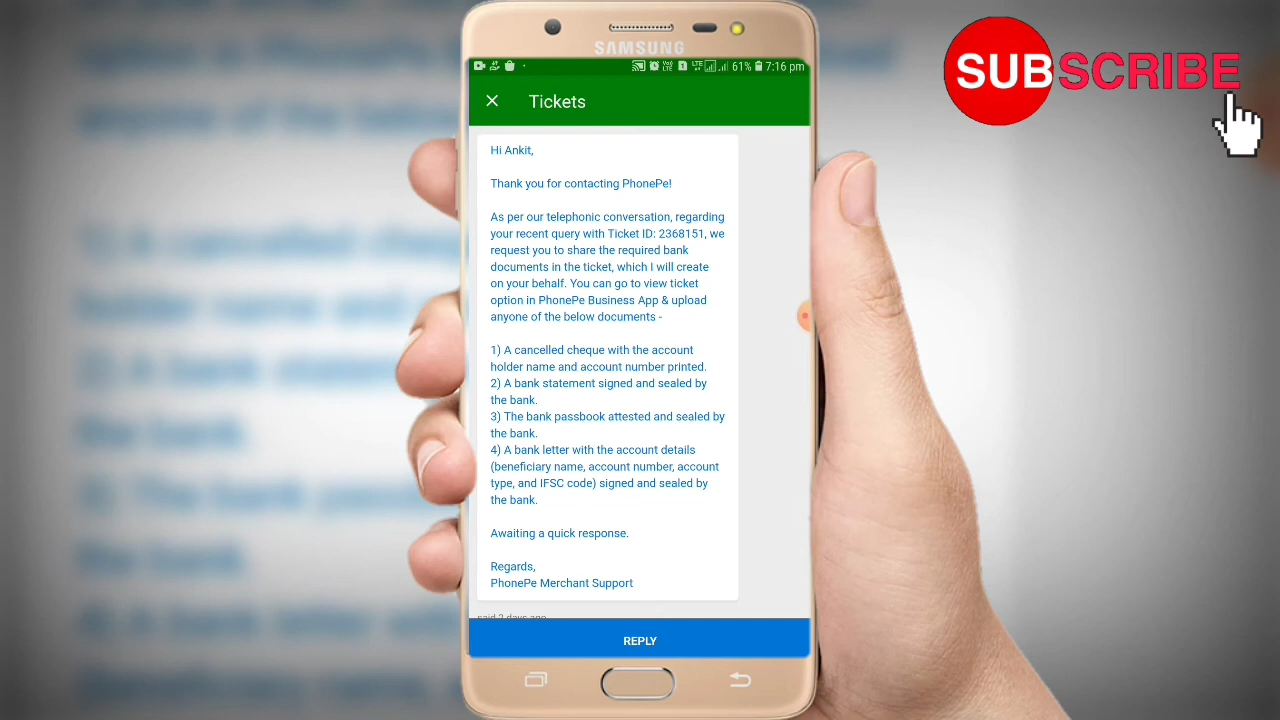 SUBSCRIBE
SAMSUNG
61% 7:16 pm
Tickets
Hi Ankit,
Thank you for contacting PhonePe!
As per our telephonic conversation, regarding
your recent query with Ticket ID: 2368151, we
request you to share the required bank
documents in the ticket, which I will create
on your behalf. You can go to view ticket
option in PhonePe Business App & upload
anyone of the below documents -
1) A cancelled cheque with the account
holder name and account number printed.
2) A bank statement signed and sealed by
the bank.
3) The bank passbook attested and sealed by
the bank.
4) A bank letter with the account details
(beneficiary name, account number, account
type, and IFSC code) signed and sealed by
the bank.
Awaiting a quick response.
Regards,
PhonePe Merchant Support
said 2 days ago
REPLY